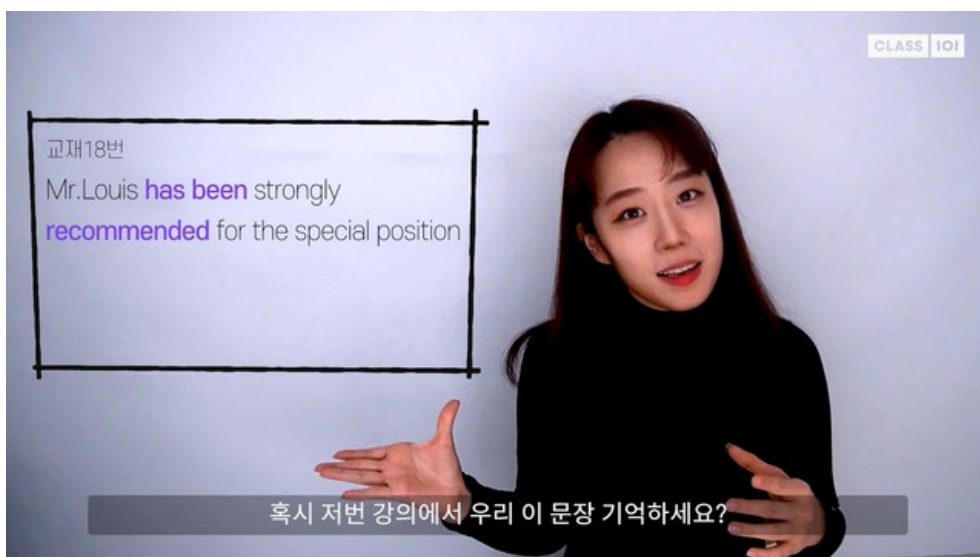 CLASS 101
교재18번
Mr.Louis has been strongly
recommended for the special position
혹시 저번 강의에서 우리 이 문장 기억하세요?